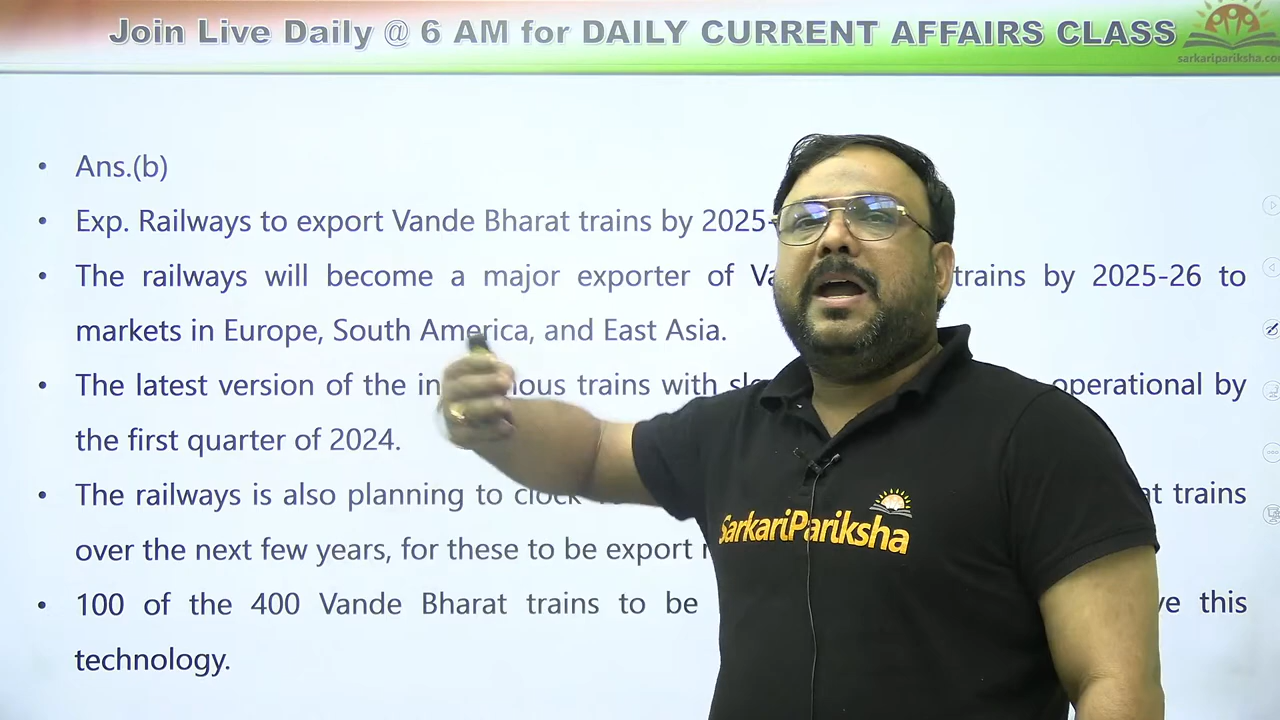 Join Live Daily @ 6 AM for DAILY CURRENT AFFAIRS CLASS
sarkaripariksha.co
• Ans.(b)
• Exp. Railways to export Vande Bharat trains by 2025-
• The railways will become a major exporter of trains by 2025-26 to
markets in Europe, South America, and East Asia.
• The latest version of the trains with operational by
the first quarter of 2024.
• The railways is also planning to clock trains
over the next few years, for these to be export
• 100 of the 400 Vande Bharat trains to be this
technology.
SarkariPariksha